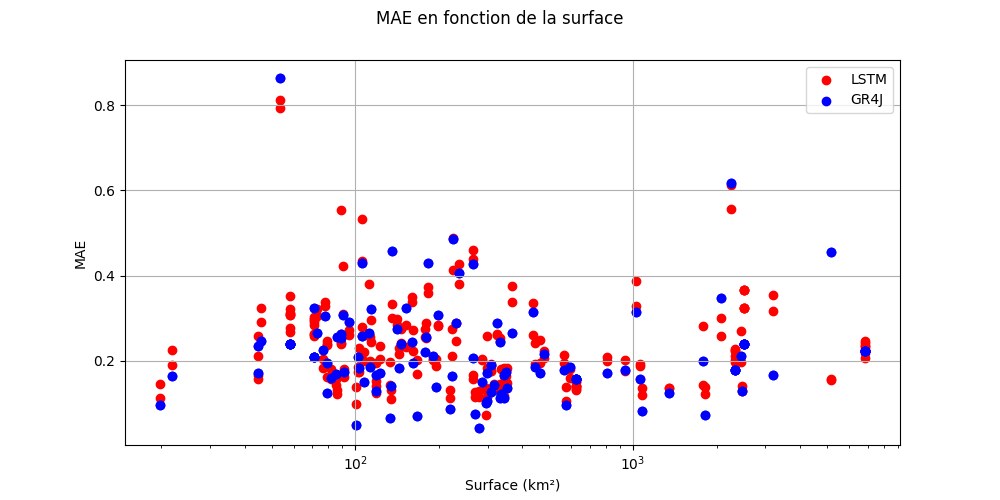 MAE en fonction de la surface
LSTM
GR4J
0.8
0.6
0.4
0.2
MAE
10²
10³
Surface (km²)